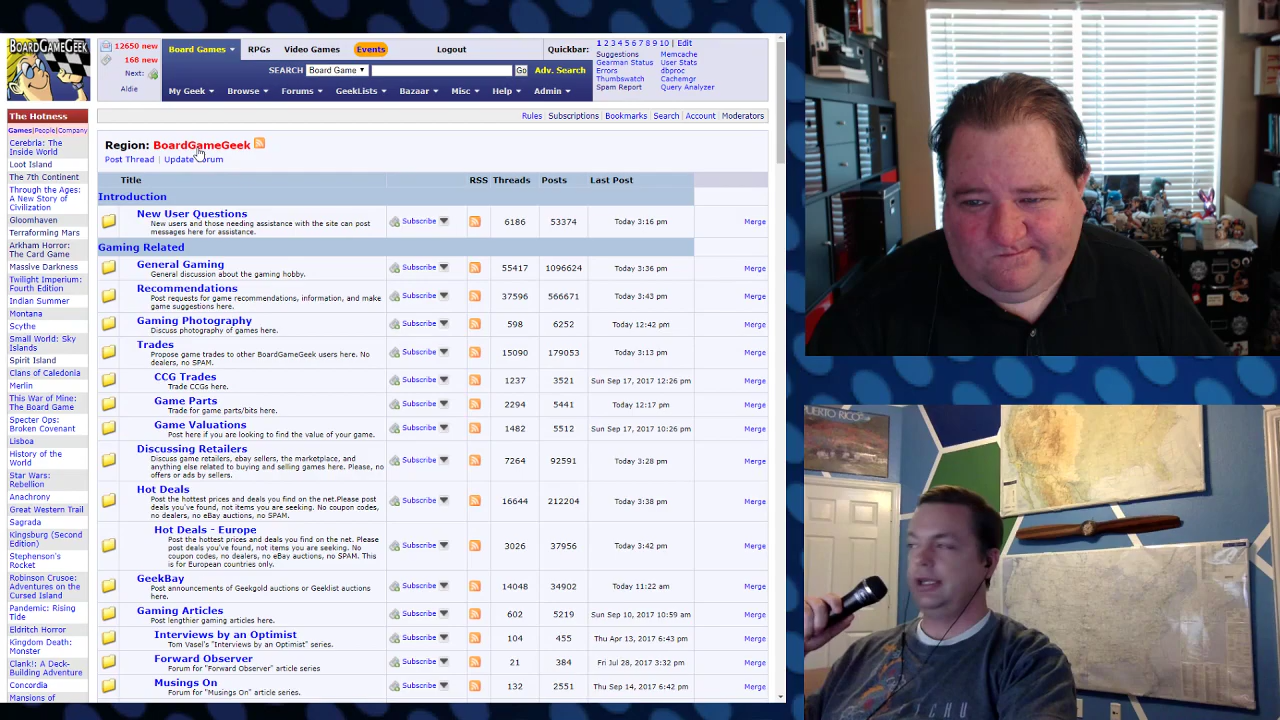 BOARDGAMEGEEK
12650 new
168 new
Next:
Aldie
Board Games
RPGs
Video Games
Events
Logout
Quickbar:
1 2 3 4 5 6 7 8 9 10 | Edit
Suggestions
Gearman Status
Errors
Thumbswatch
Spam Report
Memcache
User Stats
dbproc
Cachemgr
Query Analyzer
SEARCH
Board Game
Go
Adv. Search
My Geek
Browse
Forums
GeekLists
Bazaar
Misc
Help
Admin
Rules
Subscriptions
Bookmarks
Search
Account
Moderators
The Hotness
Games|People|Company
Cerebria: The
Inside World
Loot Island
The 7th Continent
Through the Ages:
A New Story of
Civilization
Gloomhaven
Terraforming Mars
Arkham Horror:
The Card Game
Massive Darkness
Twilight Imperium:
Fourth Edition
Indian Summer
Montana
Scythe
Small World: Sky
Islands
Spirit Island
Clans of Caledonia
Merlin
This War of Mine:
The Board Game
Specter Ops:
Broken Covenant
Lisboa
History of the
World
Star Wars:
Rebellion
Anachrony
Great Western Trail
Sagrada
Kingsburg (Second
Edition)
Stephenson's
Rocket
Robinson Crusoe:
Adventures on the
Cursed Island
Pandemic: Rising
Tide
Eldritch Horror
Kingdom Death:
Monster
Clank!: A Deck-
Building Adventure
Concordia
Mansions of
Region: BoardGameGeek
Post Thread | Update Forum
Title RSS Threads Posts Last Post
Introduction
New User Questions
New users and those needing assistance with the site can post
messages here for assistance.
Subscribe 53374 Today 3:16 pm Merge
Gaming Related
General Gaming
General discussion about the gaming hobby.
Subscribe 55417 1096624 Today 3:36 pm Merge
Recommendations
Post requests for game recommendations, information, and make
game suggestions here.
Subscribe 37599 566671 Today 3:43 pm Merge
Gaming Photography
Discuss photography of games here.
Subscribe 598 6252 Today 12:42 pm Merge
Trades
Propose game trades to other BoardGameGeek users here. No
dealers, no SPAM.
Subscribe 15090 179053 Today 3:13 pm Merge
CCG Trades
Trade CCGs here.
Subscribe 1237 3521 Sun Sep 17, 2017 12:26 pm Merge
Game Parts
Trade for game parts/bits here.
Subscribe 2294 5441 Today 12:17 pm Merge
Game Valuations
Post here if you are looking to find the value of your game.
Subscribe 1482 5512 Sun Sep 17, 2017 10:26 pm Merge
Discussing Retailers
Discuss game retailers, ebay sellers, the marketplace, and
anything else related to buying and selling games here. Please, no
offers or ads by sellers.
Subscribe 7264 92591 Today 3:28 pm Merge
Hot Deals
Post the hottest prices and deals you find on the net.Please post
deals you've found, not items you are seeking. No coupon codes,
no dealers, no eBay auctions, no SPAM.
Subscribe 16644 212204 Today 3:38 pm Merge
Hot Deals - Europe
Post the hottest prices and deals you find on the net. Please
post deals you've found, not items you are seeking. No
coupon codes, no dealers, no eBay auctions, no SPAM. This
is for European countries only.
Subscribe 3026 37956 Today 3:42 pm Merge
GeekBay
Post announcements of Geekgold auctions or Geeklist auctions
here.
Subscribe 1048 34902 Today 11:22 am Merge
Gaming Articles
Post lengthier gaming articles here.
Subscribe 602 5219 Sun Sep 10, 2017 10:59 am Merge
Interviews by an Optimist
Tom Vasel's "Interviews by an Optimist" series.
Subscribe 104 455 Thu Apr 13, 2017 6:43 pm Merge
Forward Observer
Forum for "Forward Observer" article series
Subscribe 21 384 Merge
Musings On
Forum for "Musings On" article series.
Subscribe 132 2551 Thu Sep 14, 2017 6:42 pm Merge
PUERTO RICO